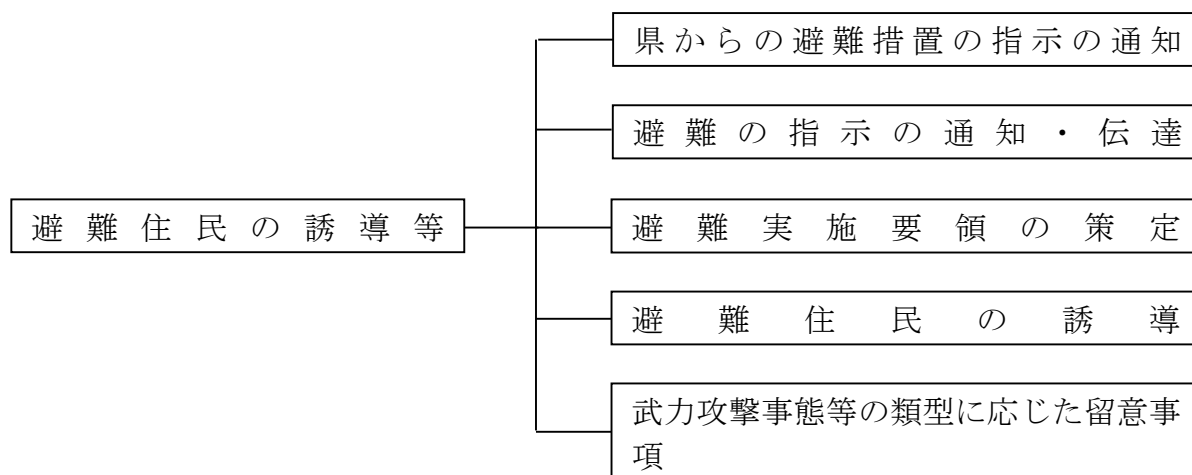 県からの避難措置の指示の通知
避難の指示の通知・伝達
避難住民の誘導等
避難実施要領の策定
避難住民の誘導
武力攻撃事態等の類型に応じた留意事
項